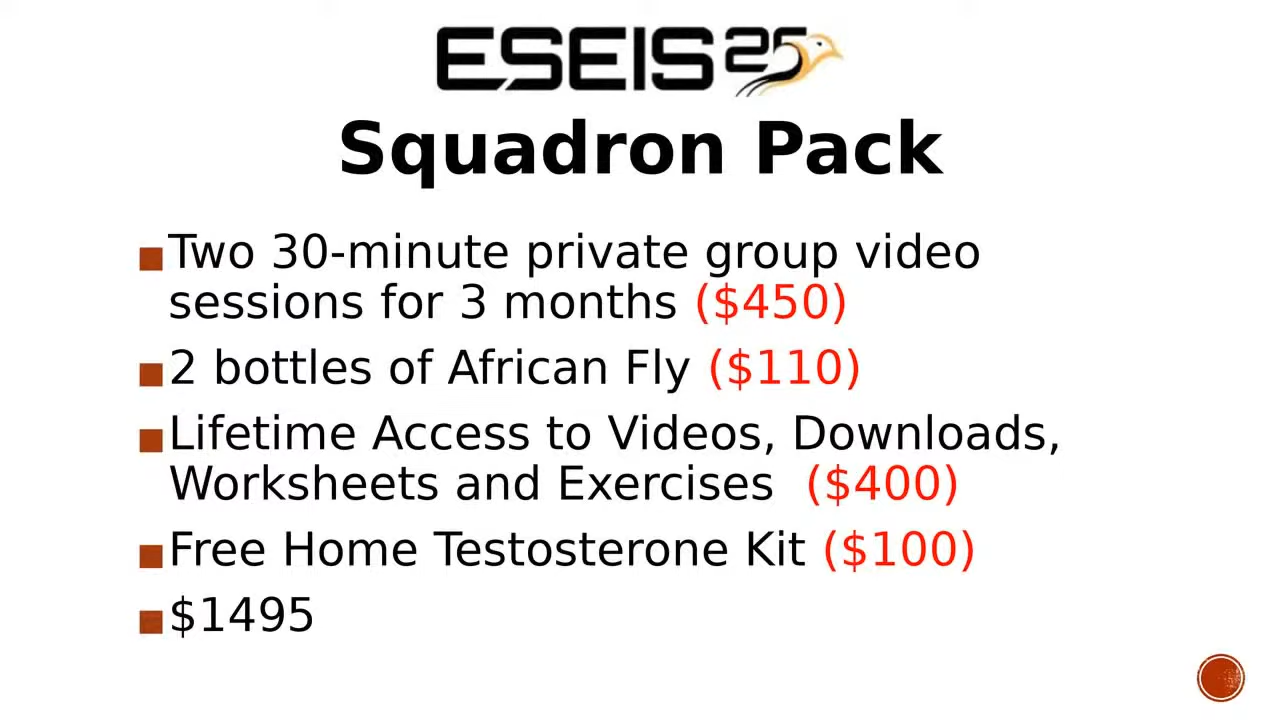 ESEIS 25
Squadron Pack
Two 30-minute private group video
sessions for 3 months ($450)
2 bottles of African Fly ($110)
Lifetime Access to Videos, Downloads,
Worksheets and Exercises ($400)
Free Home Testosterone Kit ($100)
$1495